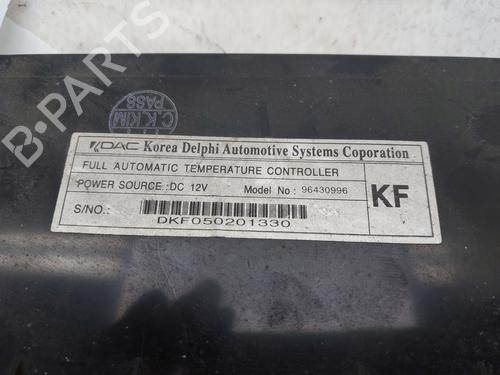 C.K.KIM
PASS
KDAC Korea Delphi Automotive Systems Coporation
FULL AUTOMATIC TEMPERATURE CONTROLLER
POWER SOURCE :DC 12V Model No : 96430996
KF
S/NO.:
DKF050201330
B-PARTS